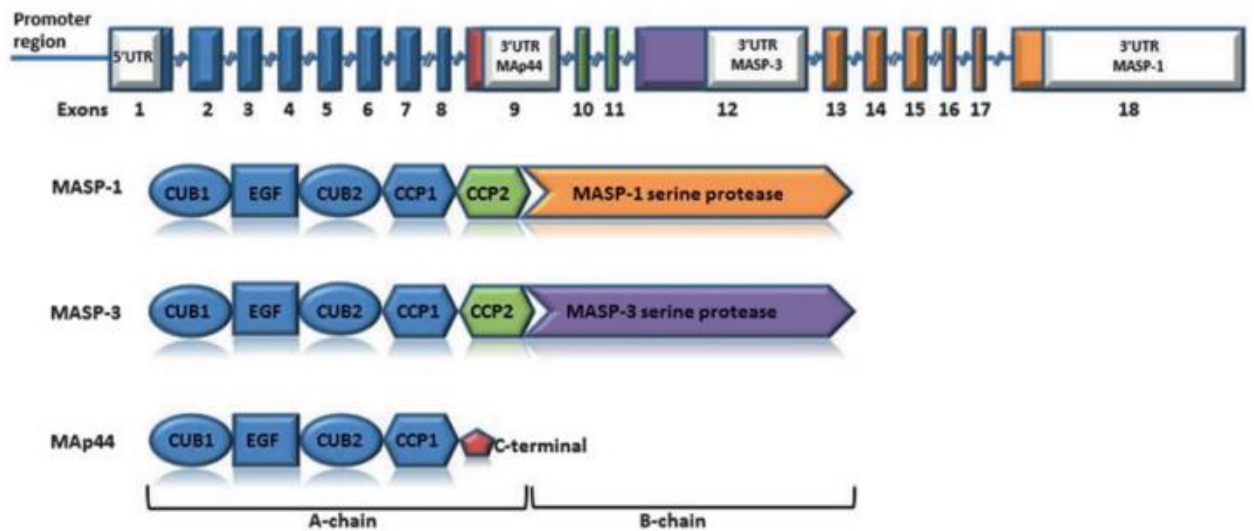 Promoter
region
5'UTR
3'UTR
MAp44
3'UTR
MASP-3
3'UTR
MASP-1
Exons 1 2 3 4 5 6 7 8 9 10 11 12 13 14 15 16 17 18
MASP-1 CUB1 EGF CUB2 CCP1 CCP2 MASP-1 serine protease
MASP-3 CUB1 EGF CUB2 CCP1 CCP2 MASP-3 serine protease
MAp44 CUB1 EGF CUB2 CCP1 C-terminal
A-chain B-chain